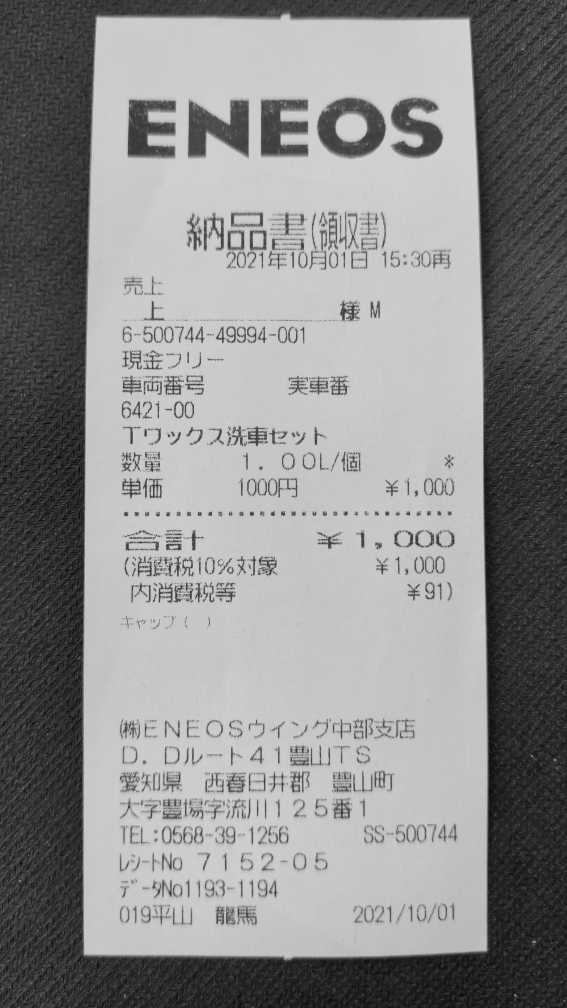 ENEOS
納品書(領収書)
2021年10月01日 15:30再
売上
上 様 M
6-500744-49994-001
現金フリー
車両番号 実車番
6421-00
Tワックス洗車セット
数量 1.00L/個 *
単価 1000円 ¥1,000
合計 ¥1,000
(消費税10%対象 ¥1,000
内消費税等 ¥91)
キャップ( )
㈱ENEOSウイング中部支店
D.Dルート41豊山TS
愛知県 西春日井郡 豊山町
大字豊場字流川125番1
TEL:0568-39-1256 SS-500744
レシートNo 7152-05
データNo1193-1194
019平山 龍馬 2021/10/01